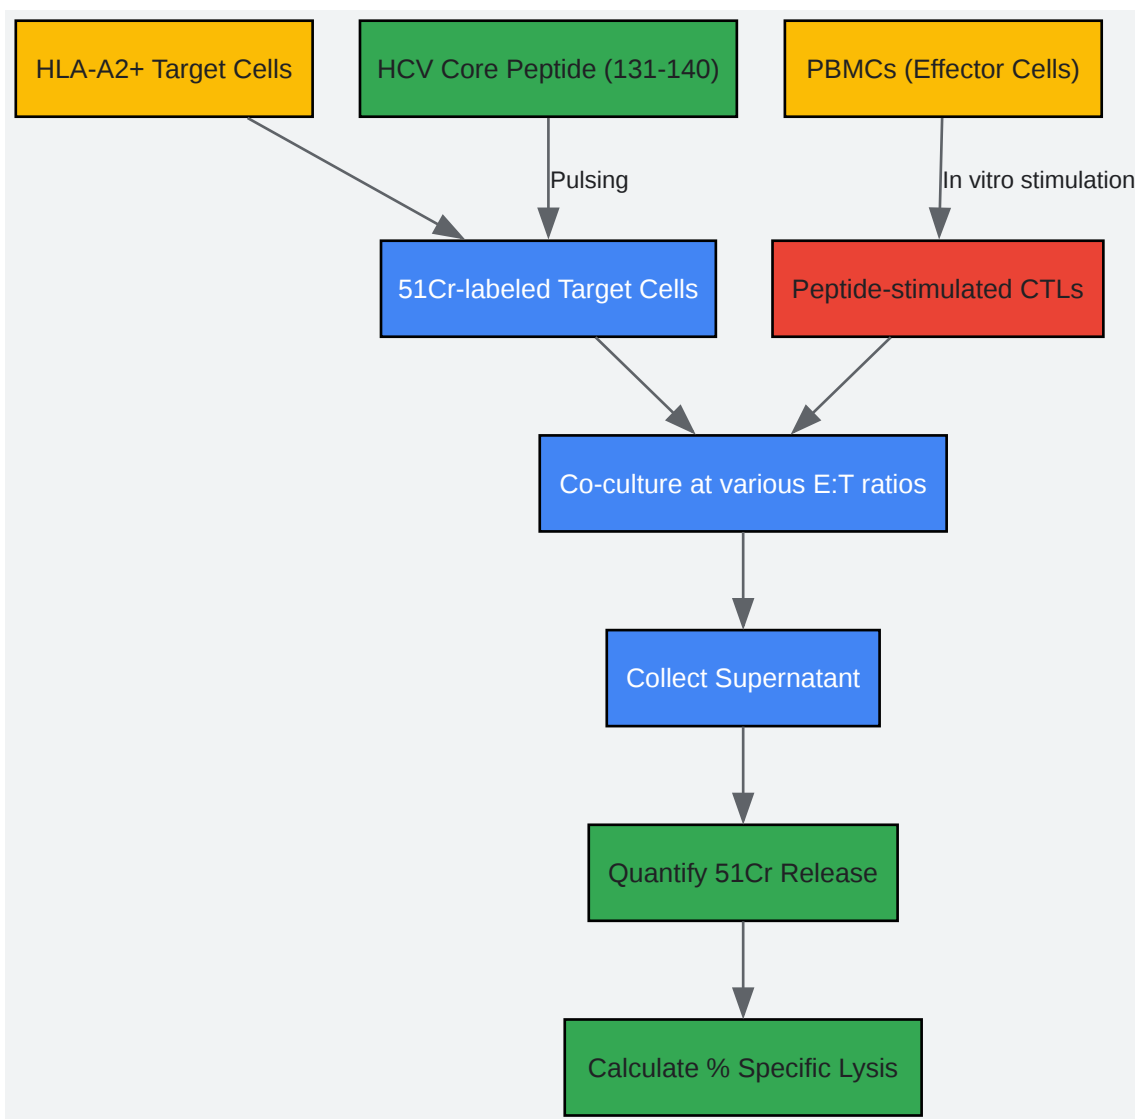 HLA-A2+ Target Cells
HCV Core Peptide (131-140)
PBMCs (Effector Cells)
Pulsing
In vitro stimulation
51Cr-labeled Target Cells
Peptide-stimulated CTLs
Co-culture at various E:T ratios
Collect Supernatant
Quantify 51Cr Release
Calculate % Specific Lysis